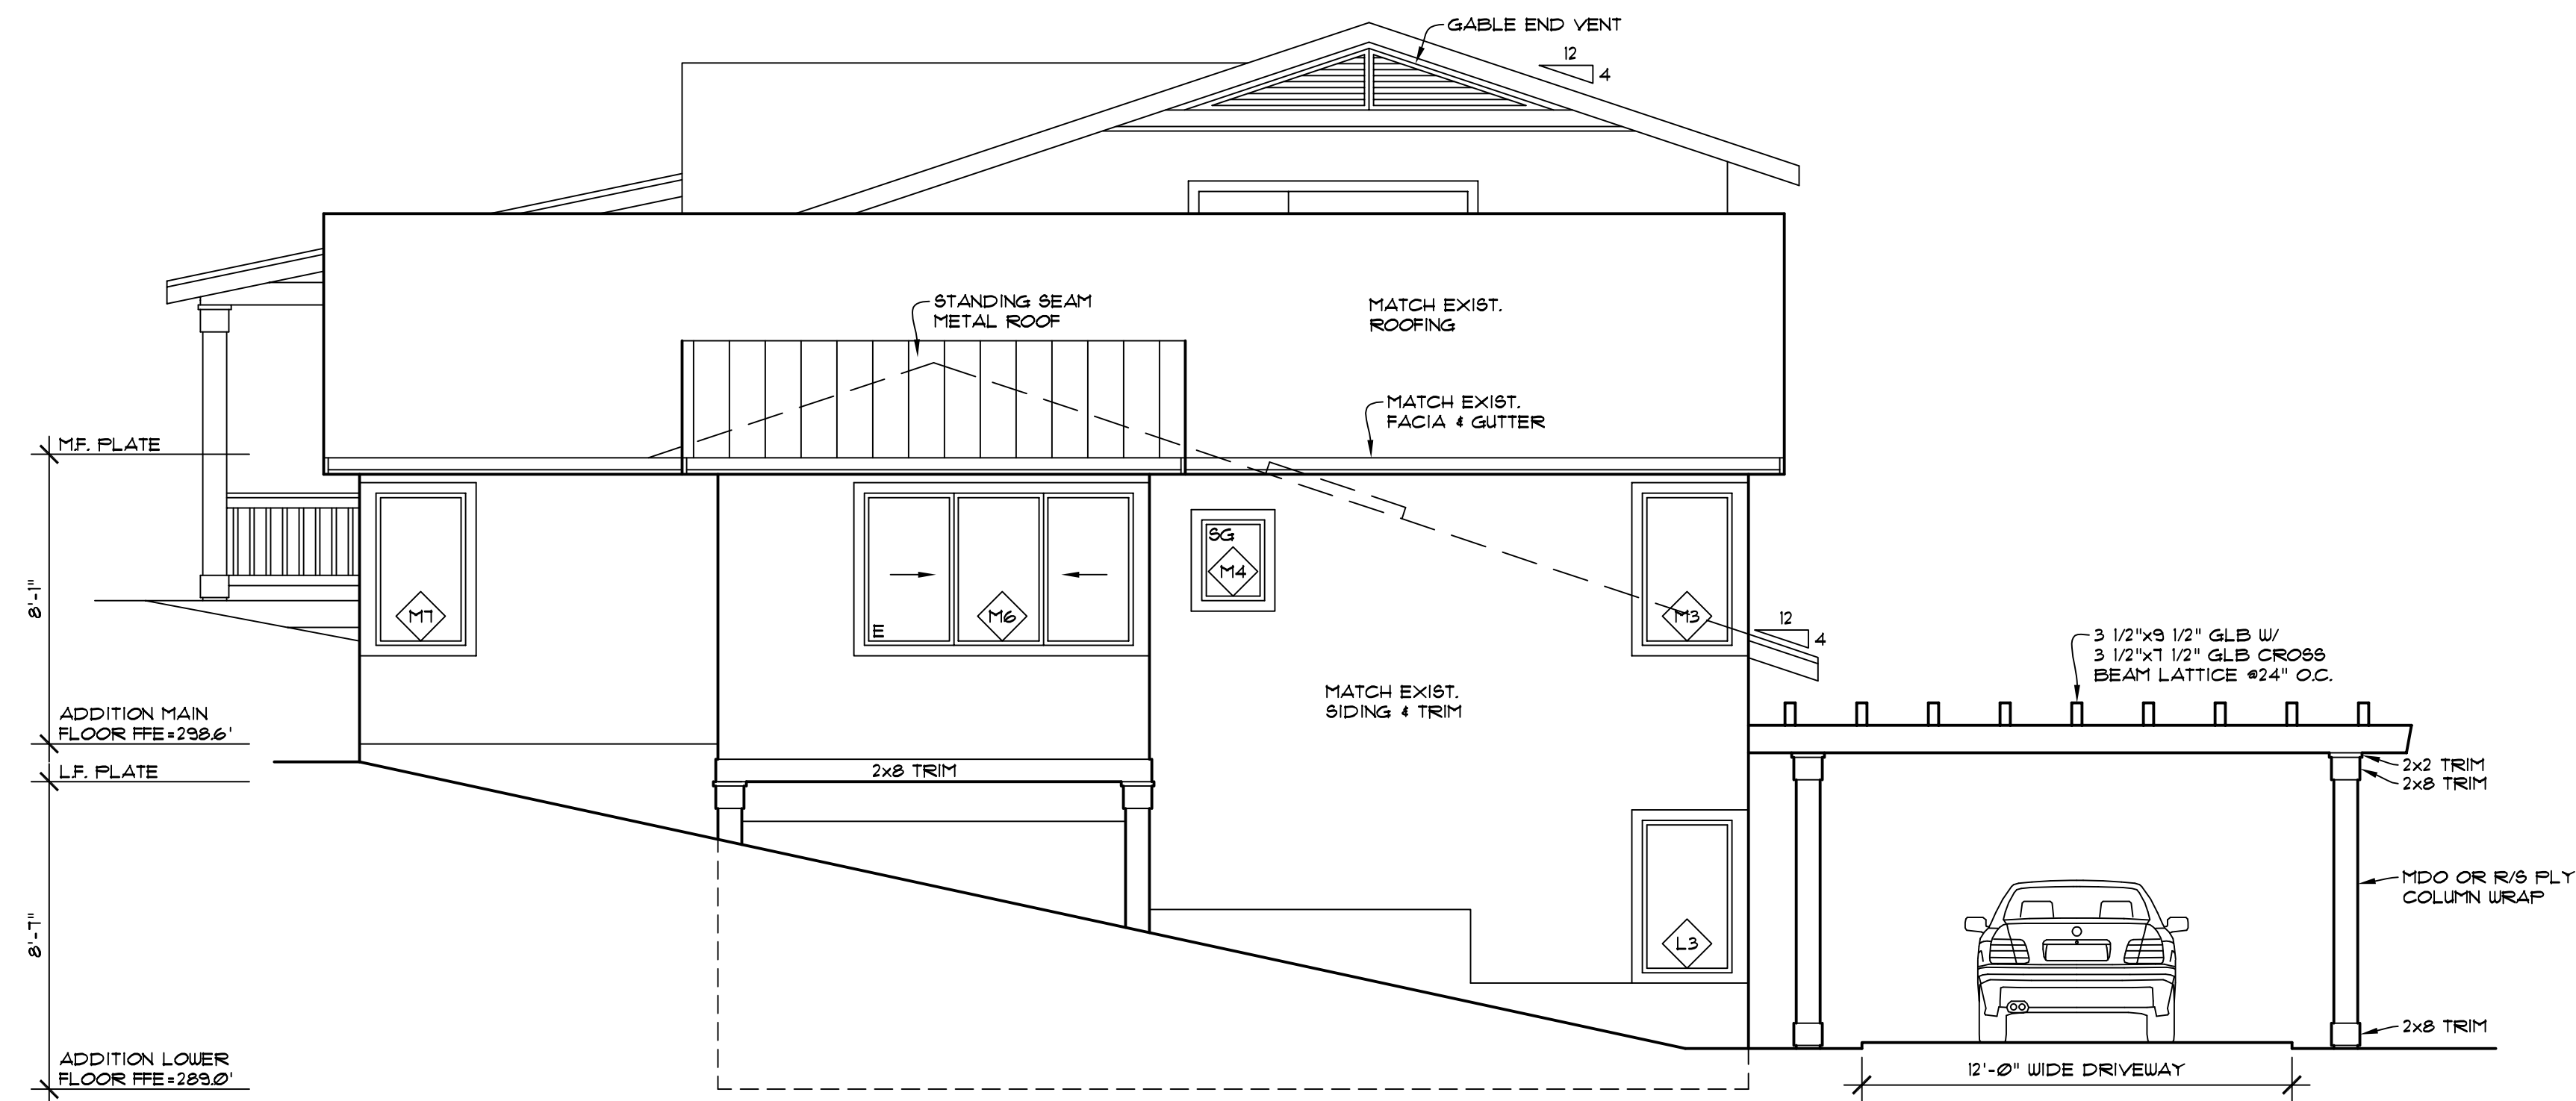 GABLE END VENT
12
4
STANDING SEAM
METAL ROOF
MATCH EXIST.
ROOFING
MATCH EXIST.
FACIA & GUTTER
M.F. PLATE
8'-1"
SG
M4
M7
E
M6
M3
12
4
3 1/2"x9 1/2" GLB W/
3 1/2"x7 1/2" GLB CROSS
BEAM LATTICE @24" O.C.
MATCH EXIST.
SIDING & TRIM
ADDITION MAIN
FLOOR FFE=298.6'
L.F. PLATE
2x8 TRIM
2x2 TRIM
2x8 TRIM
MDO OR R/S PLY
COLUMN WRAP
8'-7"
L3
2x8 TRIM
ADDITION LOWER
FLOOR FFE=289.0'
12'-0" WIDE DRIVEWAY